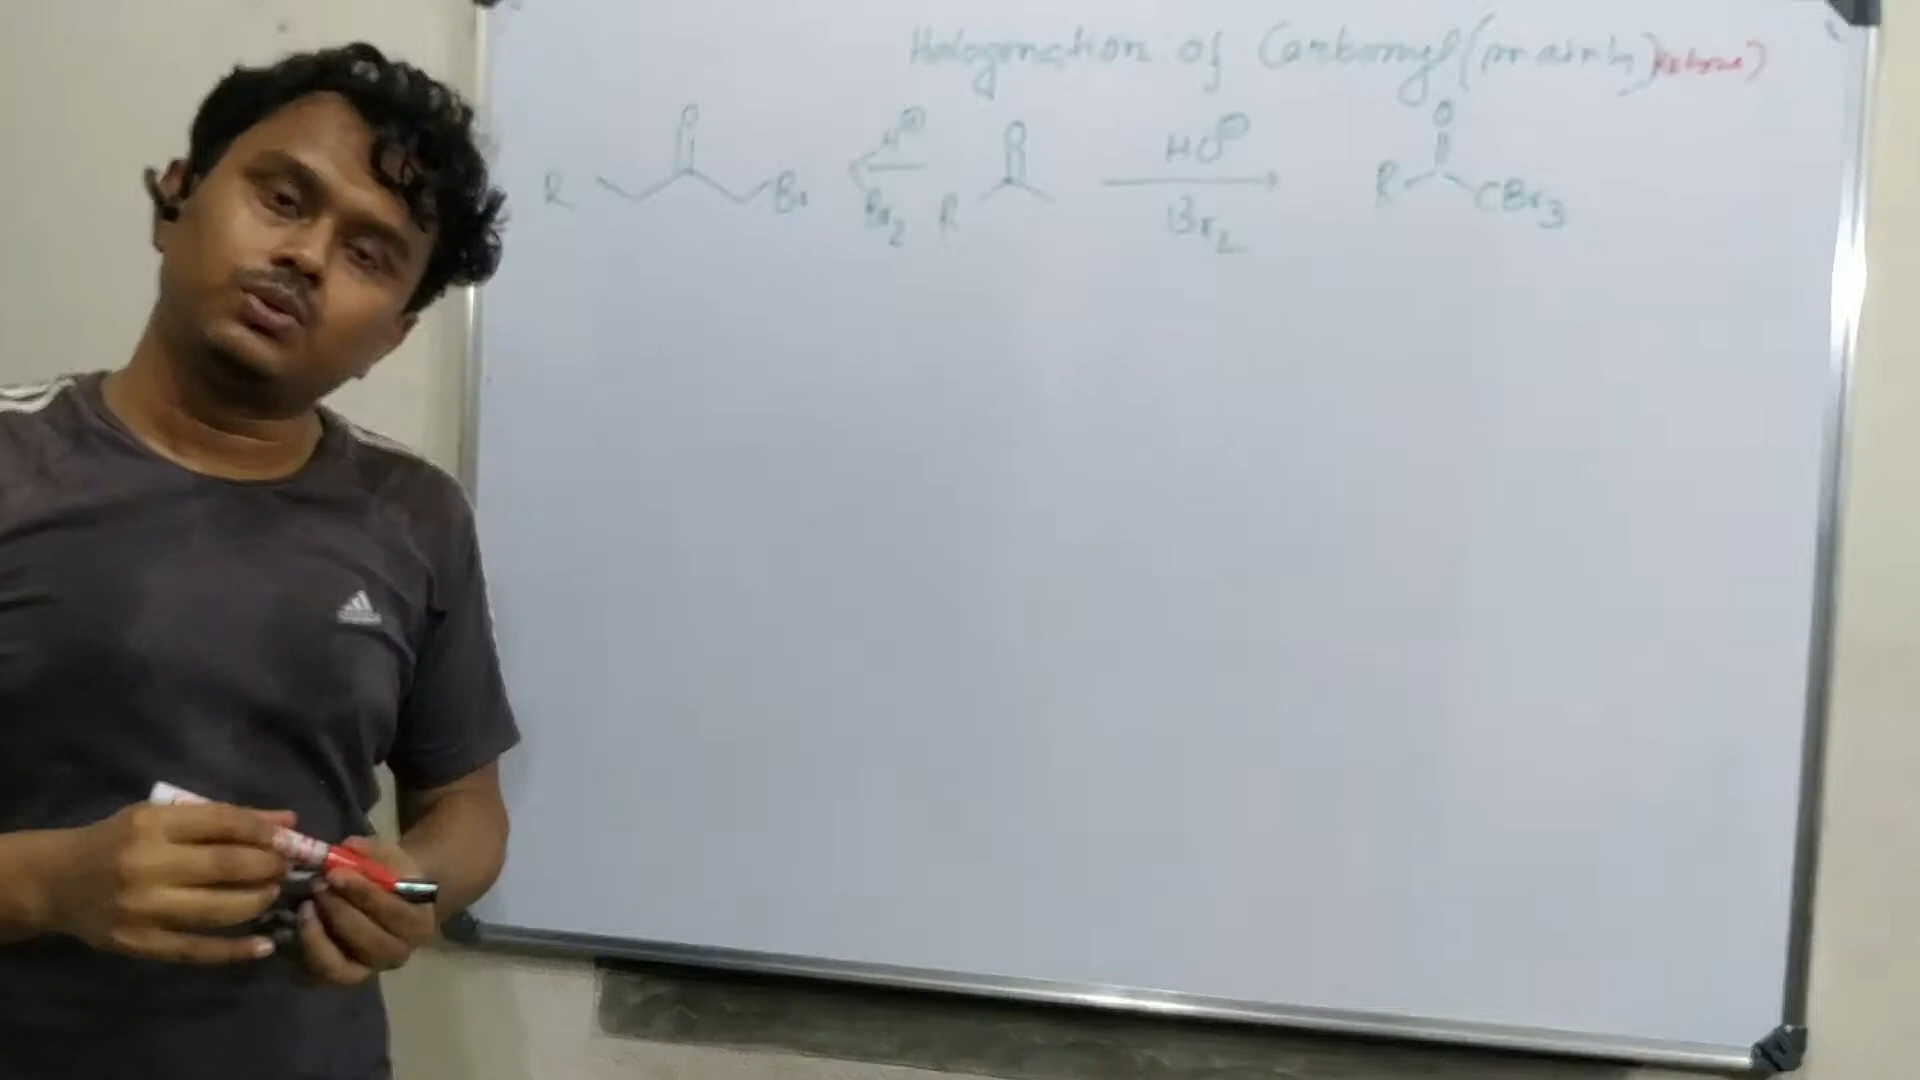 Halogenation of Carbonyl (mainly ketone)
O H⊕ O HO⊖ O
R Br Br2 R Br2 R CBr3